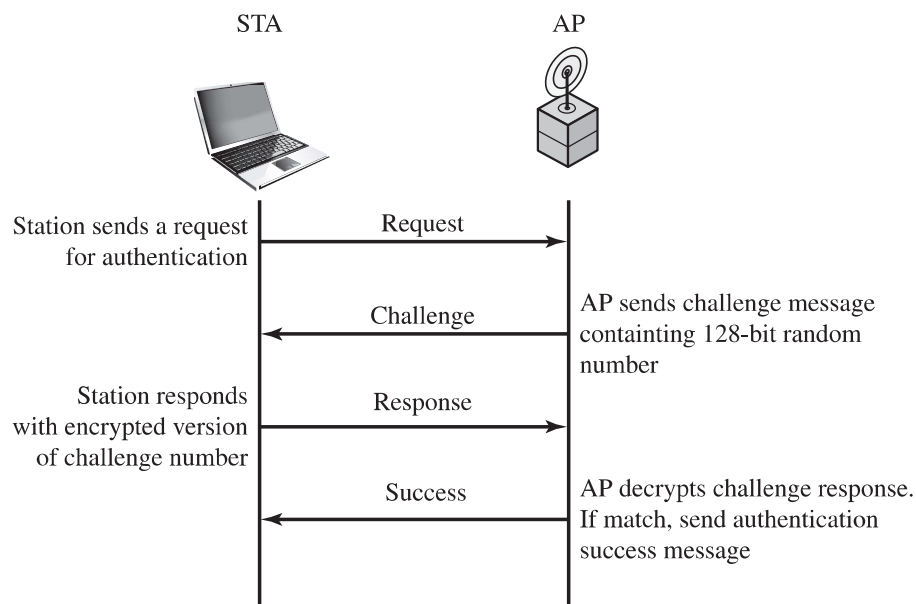 STA
AP
Station sends a request
for authentication
Request
Challenge
AP sends challenge message
containting 128-bit random
number
Station responds
with encrypted version
of challenge number
Response
Success
AP decrypts challenge response.
If match, send authentication
success message